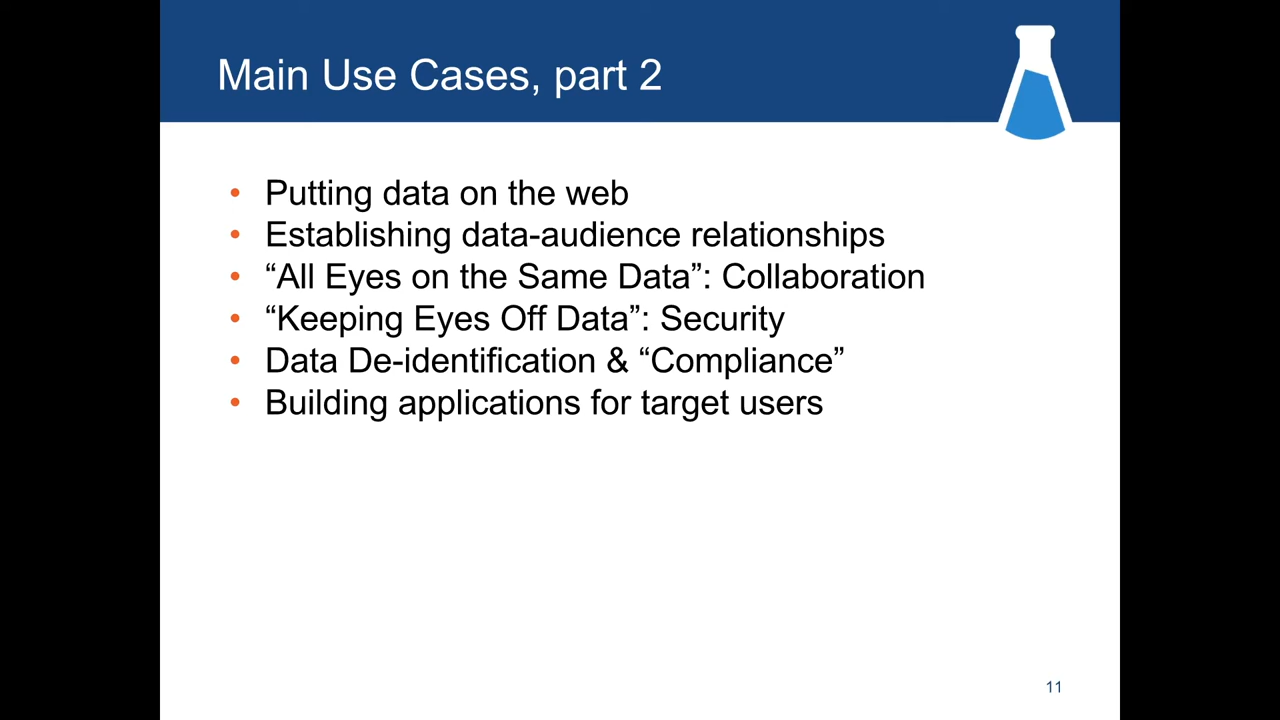 Main Use Cases, part 2
• Putting data on the web
• Establishing data-audience relationships
• “All Eyes on the Same Data”: Collaboration
• “Keeping Eyes Off Data”: Security
• Data De-identification & “Compliance”
• Building applications for target users
11